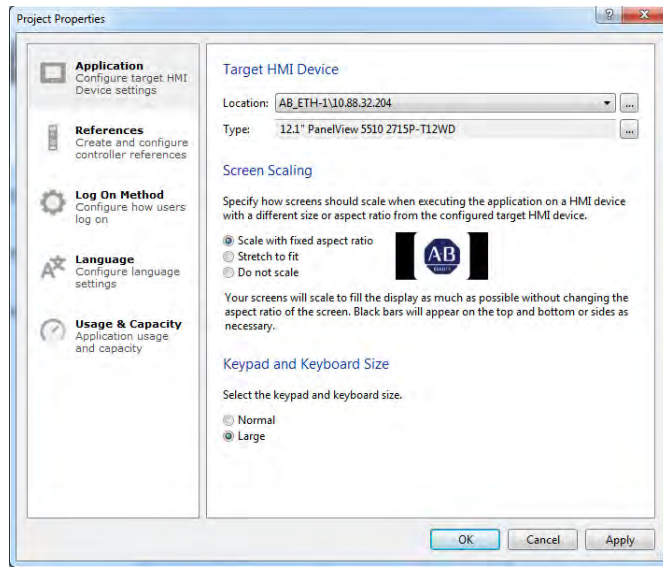 Project Properties
Application
Configure target HMI
Device settings
References
Create and configure
controller references
Log On Method
Configure how users
log on
Language
Configure language
settings
Usage & Capacity
Application usage
and capacity
Target HMI Device
Location: AB_ETH-1\10.88.32.204 ...
Type: 12.1" PanelView 5510 2715P-T12WD ...
Screen Scaling
Specify how screens should scale when executing the application on a HMI device
with a different size or aspect ratio from the configured target HMI device.
Scale with fixed aspect ratio
Stretch to fit
Do not scale
AB
Your screens will scale to fill the display as much as possible without changing the
aspect ratio of the screen. Black bars will appear on the top and bottom or sides as
necessary.
Keypad and Keyboard Size
Select the keypad and keyboard size.
Normal
Large
OK Cancel Apply